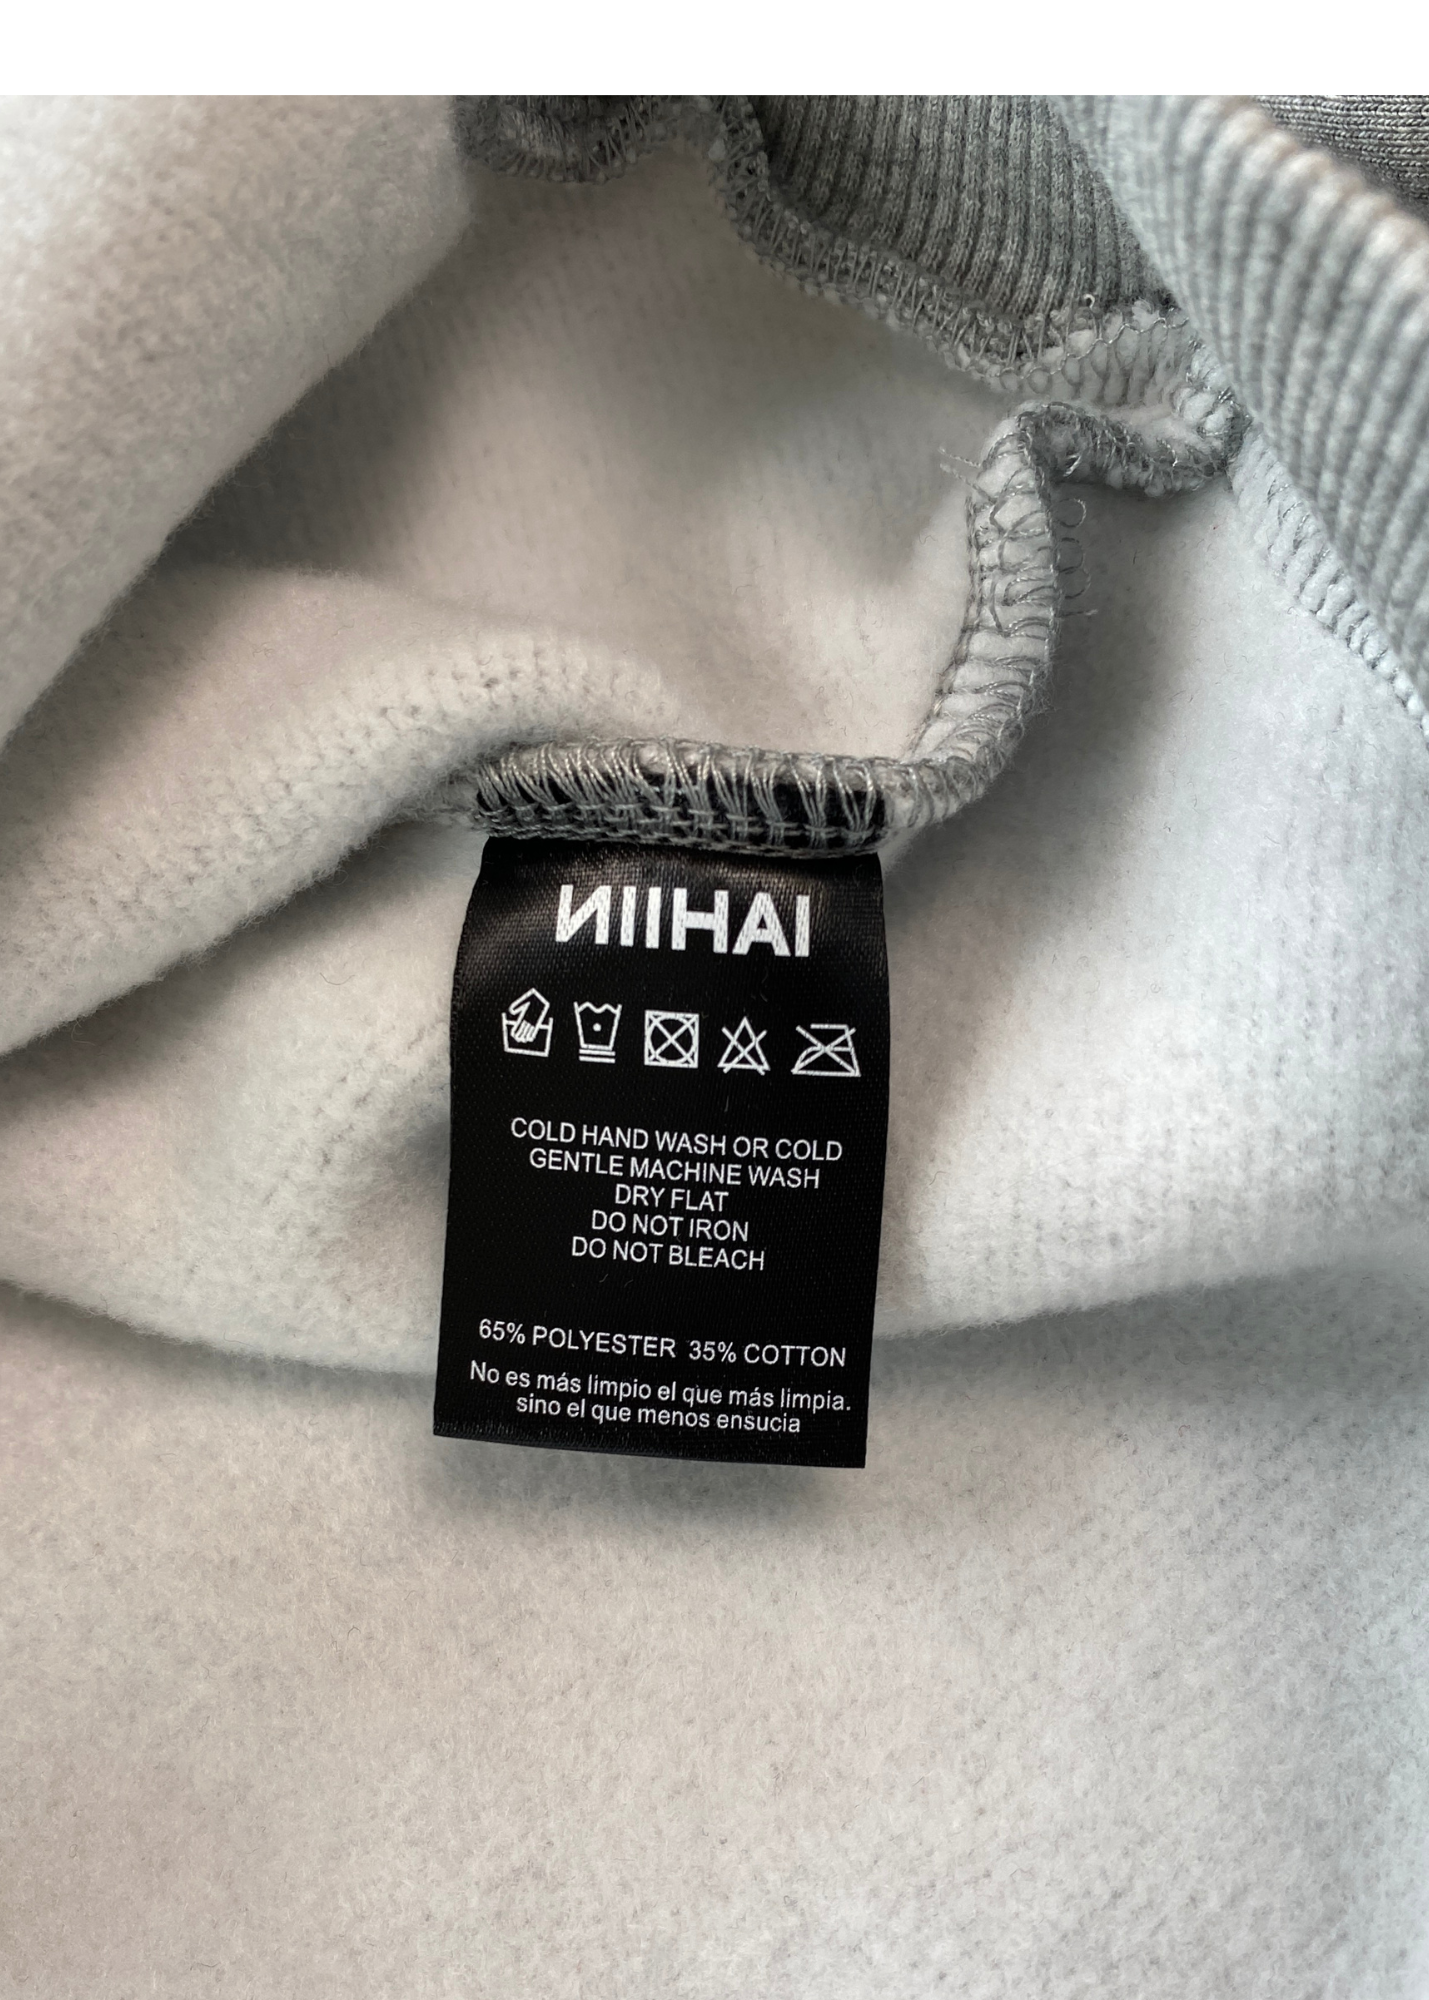 NIIHAI
COLD HAND WASH OR COLD
GENTLE MACHINE WASH
DRY FLAT
DO NOT IRON
DO NOT BLEACH
65% POLYESTER 35% COTTON
No es más limpio el que más limpia.
sino el que menos ensucia